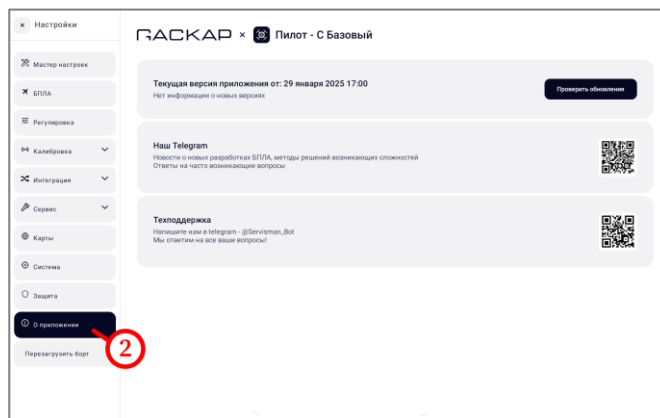 × Настройки
ГАСКАР × Пилот - С Базовый
Мастер настроек
БПЛА
Регулировка
Калибровка
Интеграция
Сервис
Карты
Система
Защита
О приложении
Перезагрузить борт
2
Текущая версия приложения от: 29 января 2025 17:00
Нет информации о новых версиях
Проверить обновления
Наш Telegram
Новости о новых разработках БПЛА, методы решений возникающих сложностей
Ответы на часто возникающие вопросы
Техподдержка
Напишите нам в telegram - @Servisman_Bot
Мы ответим на все ваши вопросы!